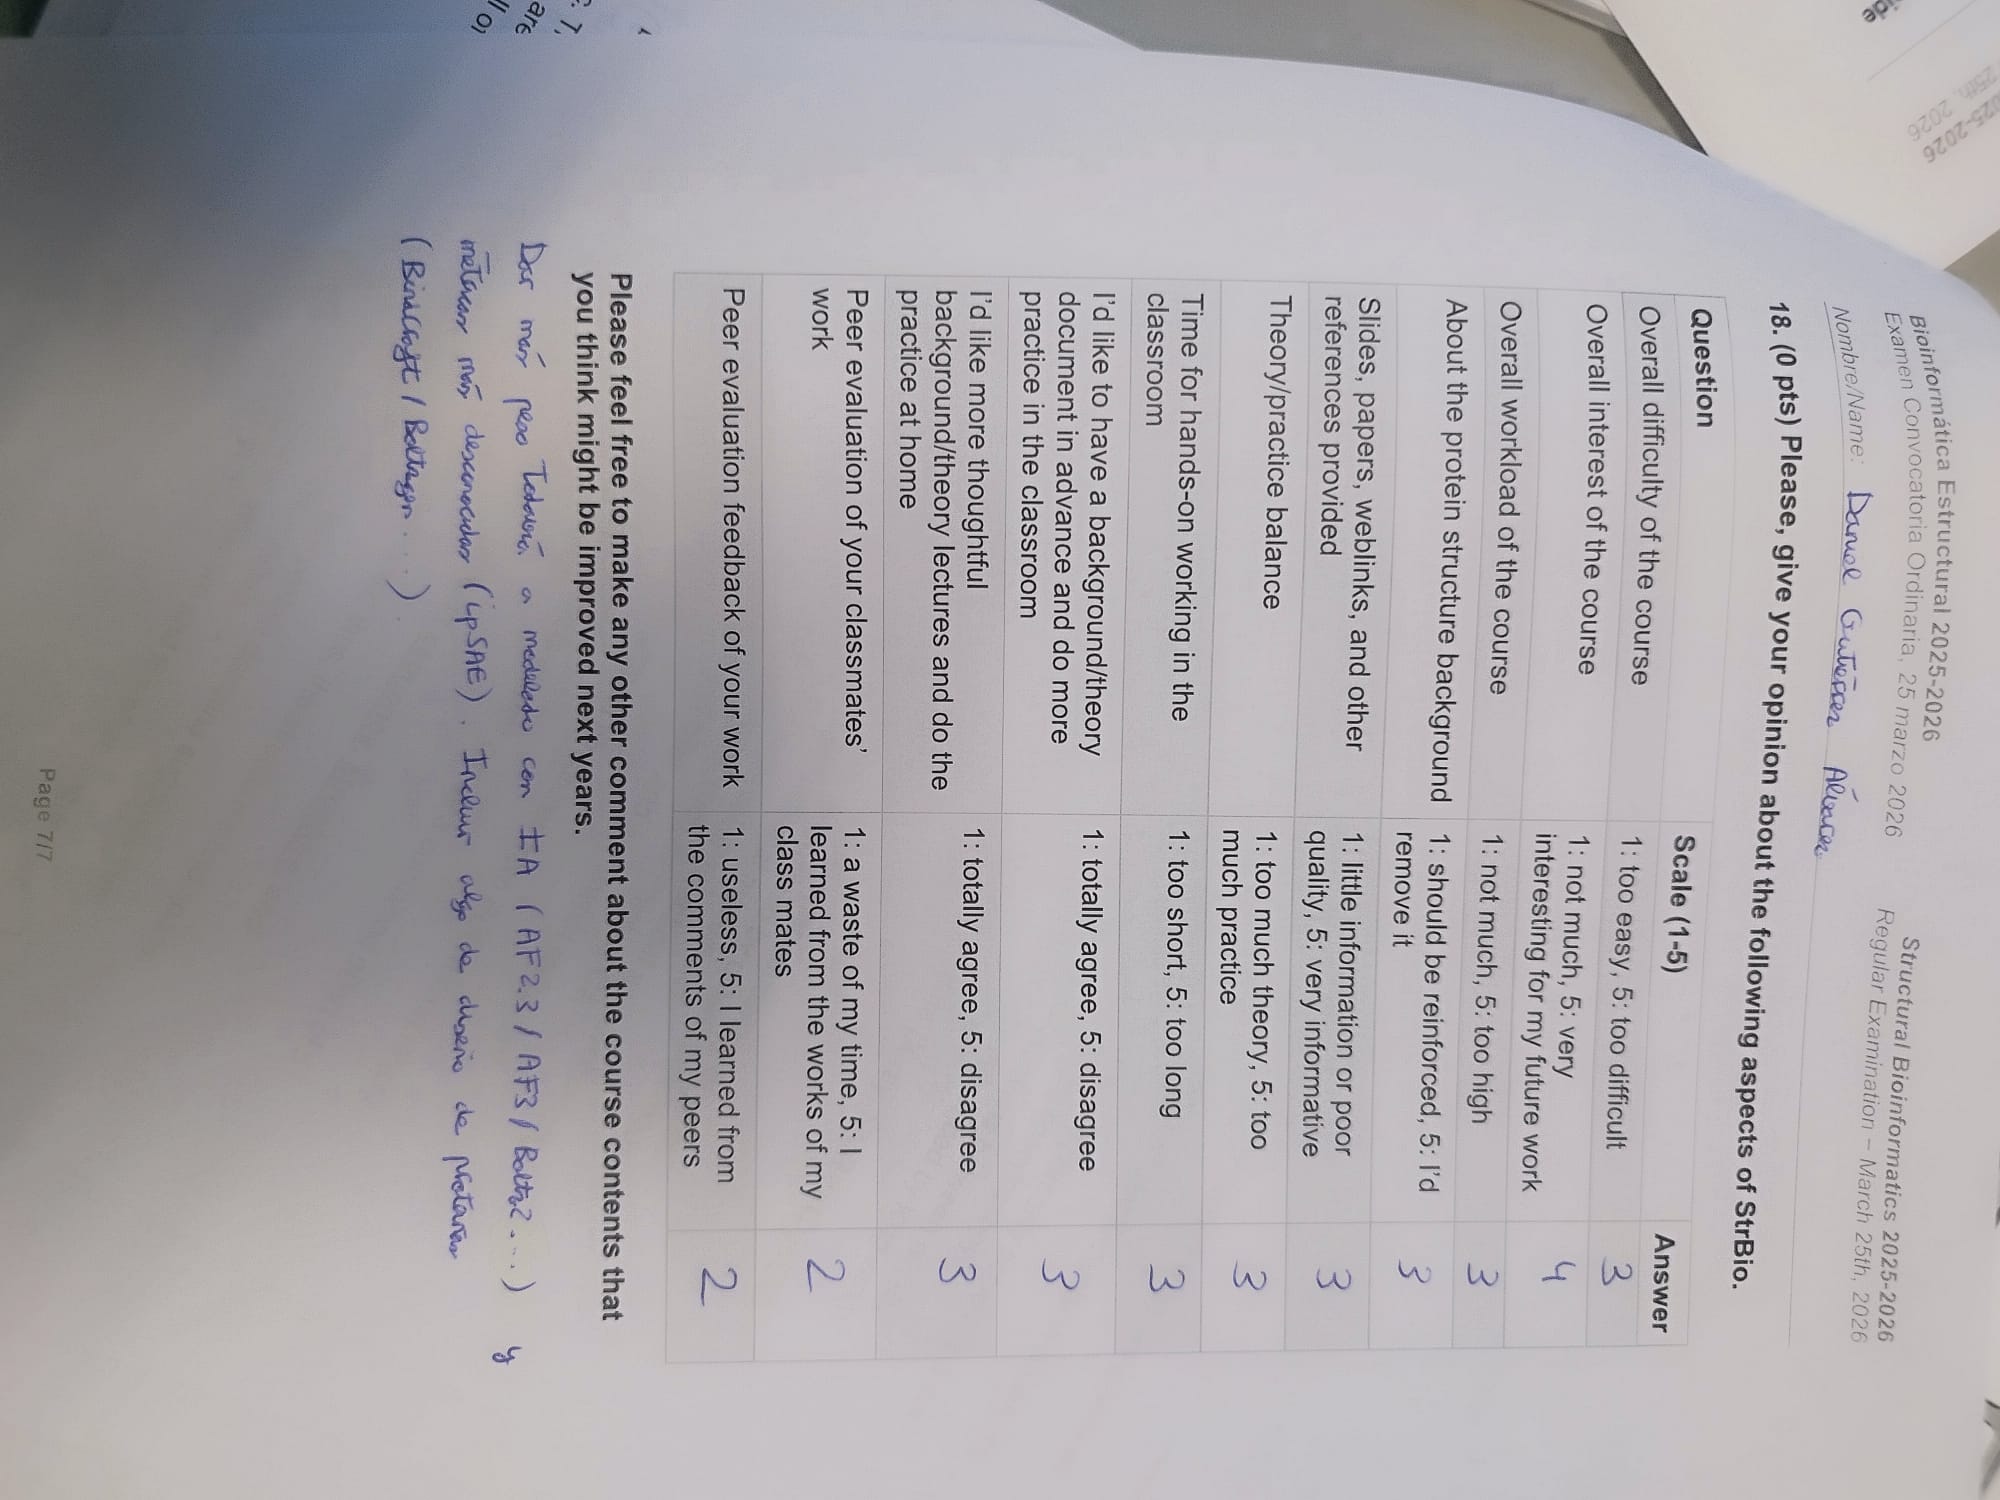 Bioinformática Estructural 2025-2026 Structural Bioinformatics 2025-2026
Examen Convocatoria Ordinaria, 25 marzo 2026 Regular Examination – March 25th, 2026
Nombre/Name: Daniel Gutiérrez Álvarez
18. (0 pts) Please, give your opinion about the following aspects of StrBio.
Question Scale (1-5) Answer
Overall difficulty of the course 1: too easy, 5: too difficult 3
Overall interest of the course 1: not much, 5: very
interesting for my future work 4
Overall workload of the course 1: not much, 5: too high 3
About the protein structure background 1: should be reinforced, 5: I'd
remove it 3
Slides, papers, weblinks, and other
references provided 1: little information or poor
quality, 5: very informative 3
Theory/practice balance 1: too much theory, 5: too
much practice 3
Time for hands-on working in the
classroom 1: too short, 5: too long 3
I'd like to have a background/theory
document in advance and do more
practice in the classroom 1: totally agree, 5: disagree 3
I'd like more thoughtful
background/theory lectures and do the
practice at home 1: totally agree, 5: disagree 3
Peer evaluation of your classmates'
work 1: a waste of my time, 5: I
learned from the works of my
class mates 2
Peer evaluation feedback of your work 1: useless, 5: I learned from
the comments of my peers 2
Please feel free to make any other comment about the course contents that
you think might be improved next years.
Dar más peso todavía a modelado con IA (AF2.3 / AF3 / Boltz2 ...) y
métricas más desconocidas (ipSAE). Incluir algo de diseño de proteínas
(Bindcraft / Boltzgen ...)
Page 7/7
ide
025-2026
25th, 2026